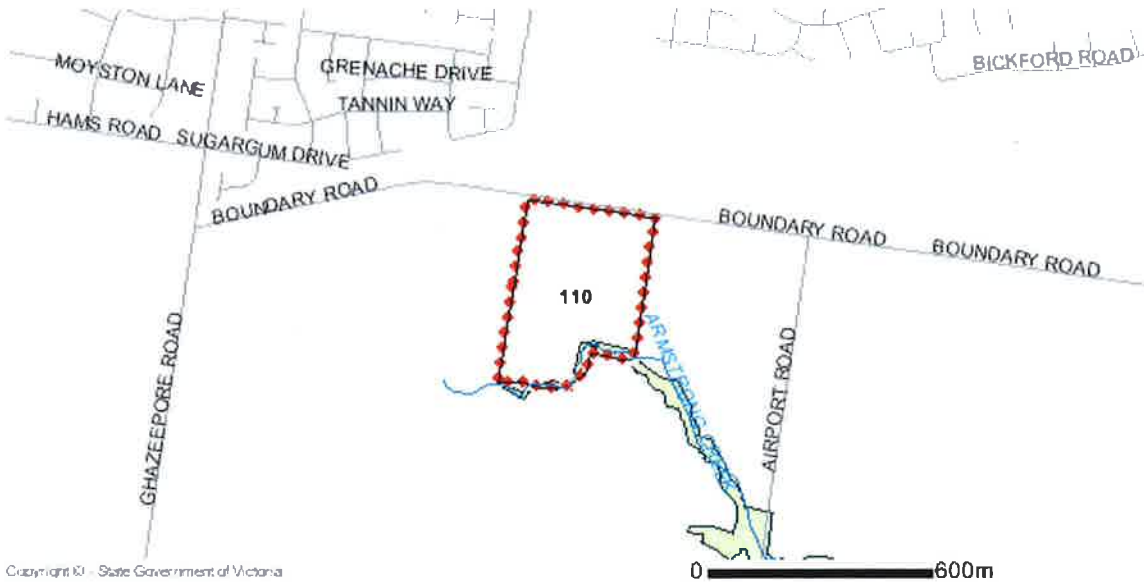 BICKFORD ROAD
MOYSTON LANE
GRENACHE DRIVE
TANNIN WAY
HAMS ROAD
SUGARGUM DRIVE
BOUNDARY ROAD
BOUNDARY ROAD
BOUNDARY ROAD
110
ARMSTRONG CREEK
GHAZEEPORE ROAD
AIRPORT ROAD
Copyright © - State Government of Victoria
0 600m